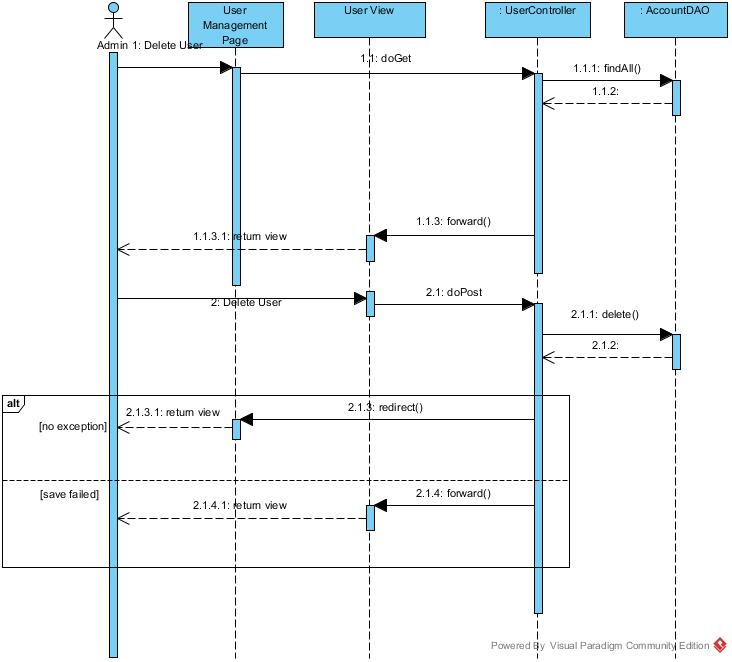 User
Management
Page
User View
: UserController
: AccountDAO
Admin
1: Delete User
1.1: doGet
1.1.1: findAll()
1.1.2:
1.1.3: forward()
1.1.3.1: return view
2: Delete User
2.1: doPost
2.1.1: delete()
2.1.2:
alt
2.1.3: redirect()
2.1.3.1: return view
[no exception]
[save failed]
2.1.4: forward()
2.1.4.1: return view
Powered By Visual Paradigm Community Edition